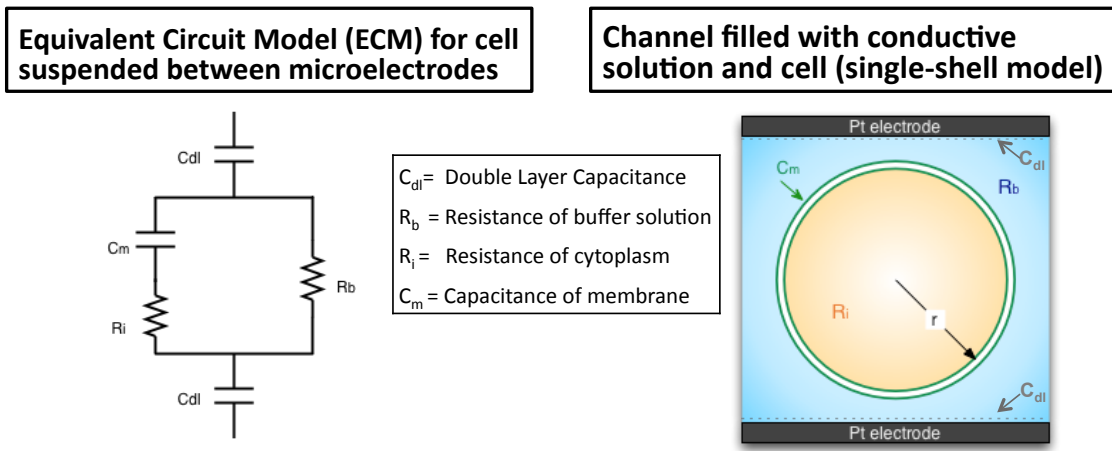 Equivalent Circuit Model (ECM) for cell
suspended between microelectrodes
Channel filled with conductive
solution and cell (single-shell model)
Cdl
Cm
Ri
Rb
Cdl
Cdl= Double Layer Capacitance
Rb = Resistance of buffer solution
Ri = Resistance of cytoplasm
Cm = Capacitance of membrane
Pt electrode
Cdl
Cm
Rb
Ri
r
Cdl
Pt electrode